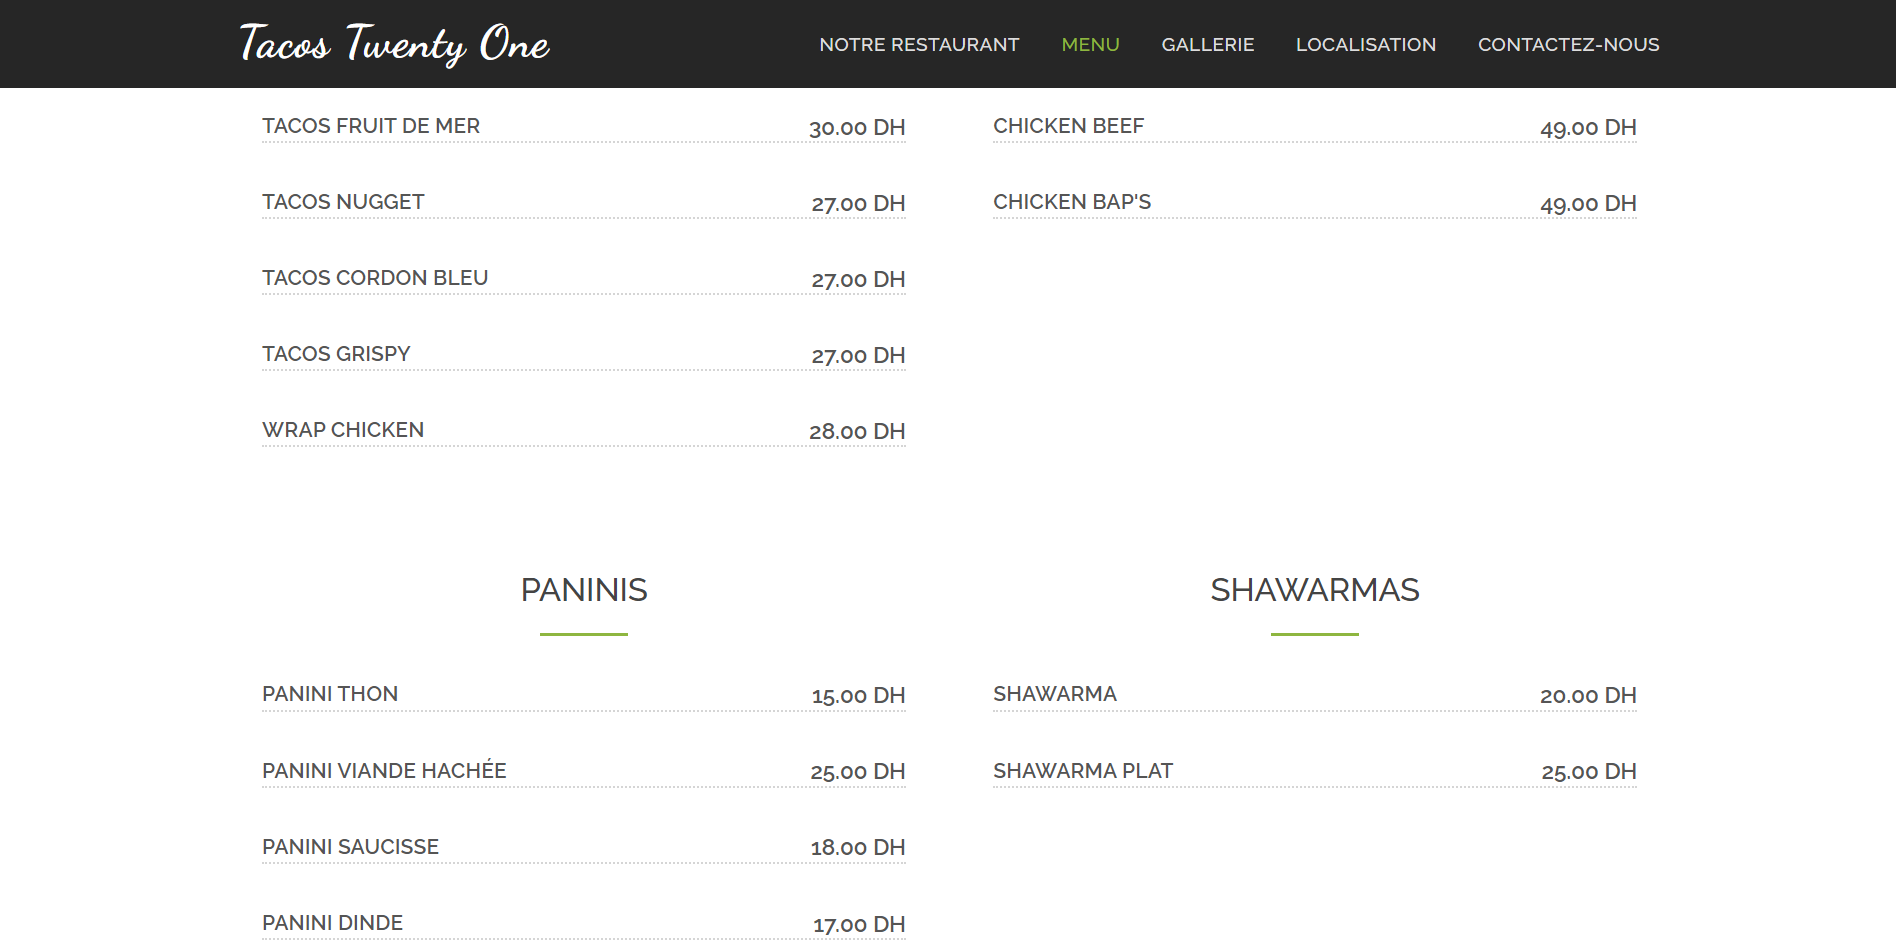 Tacos Twenty One
NOTRE RESTAURANT MENU GALLERIE LOCALISATION CONTACTEZ-NOUS
TACOS FRUIT DE MER 30.00 DH
TACOS NUGGET 27.00 DH
TACOS CORDON BLEU 27.00 DH
TACOS GRISPY 27.00 DH
WRAP CHICKEN 28.00 DH
CHICKEN BEEF 49.00 DH
CHICKEN BAP'S 49.00 DH
PANINIS
PANINI THON 15.00 DH
PANINI VIANDE HACHÉE 25.00 DH
PANINI SAUCISSE 18.00 DH
PANINI DINDE 17.00 DH
SHAWARMAS
SHAWARMA 20.00 DH
SHAWARMA PLAT 25.00 DH